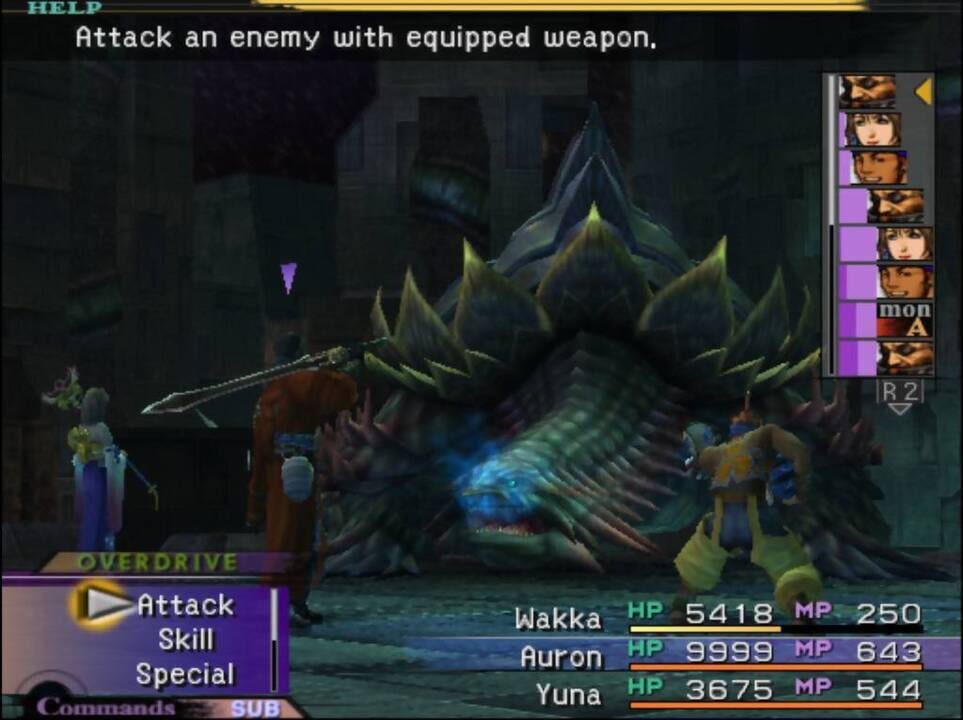 HELP
Attack an enemy with equipped weapon.
mon
A
R2
OVERDRIVE
Attack
Skill
Special
Commands SUB
Wakka HP 5418 MP 250
Auron HP 9999 MP 643
Yuna HP 3675 MP 544